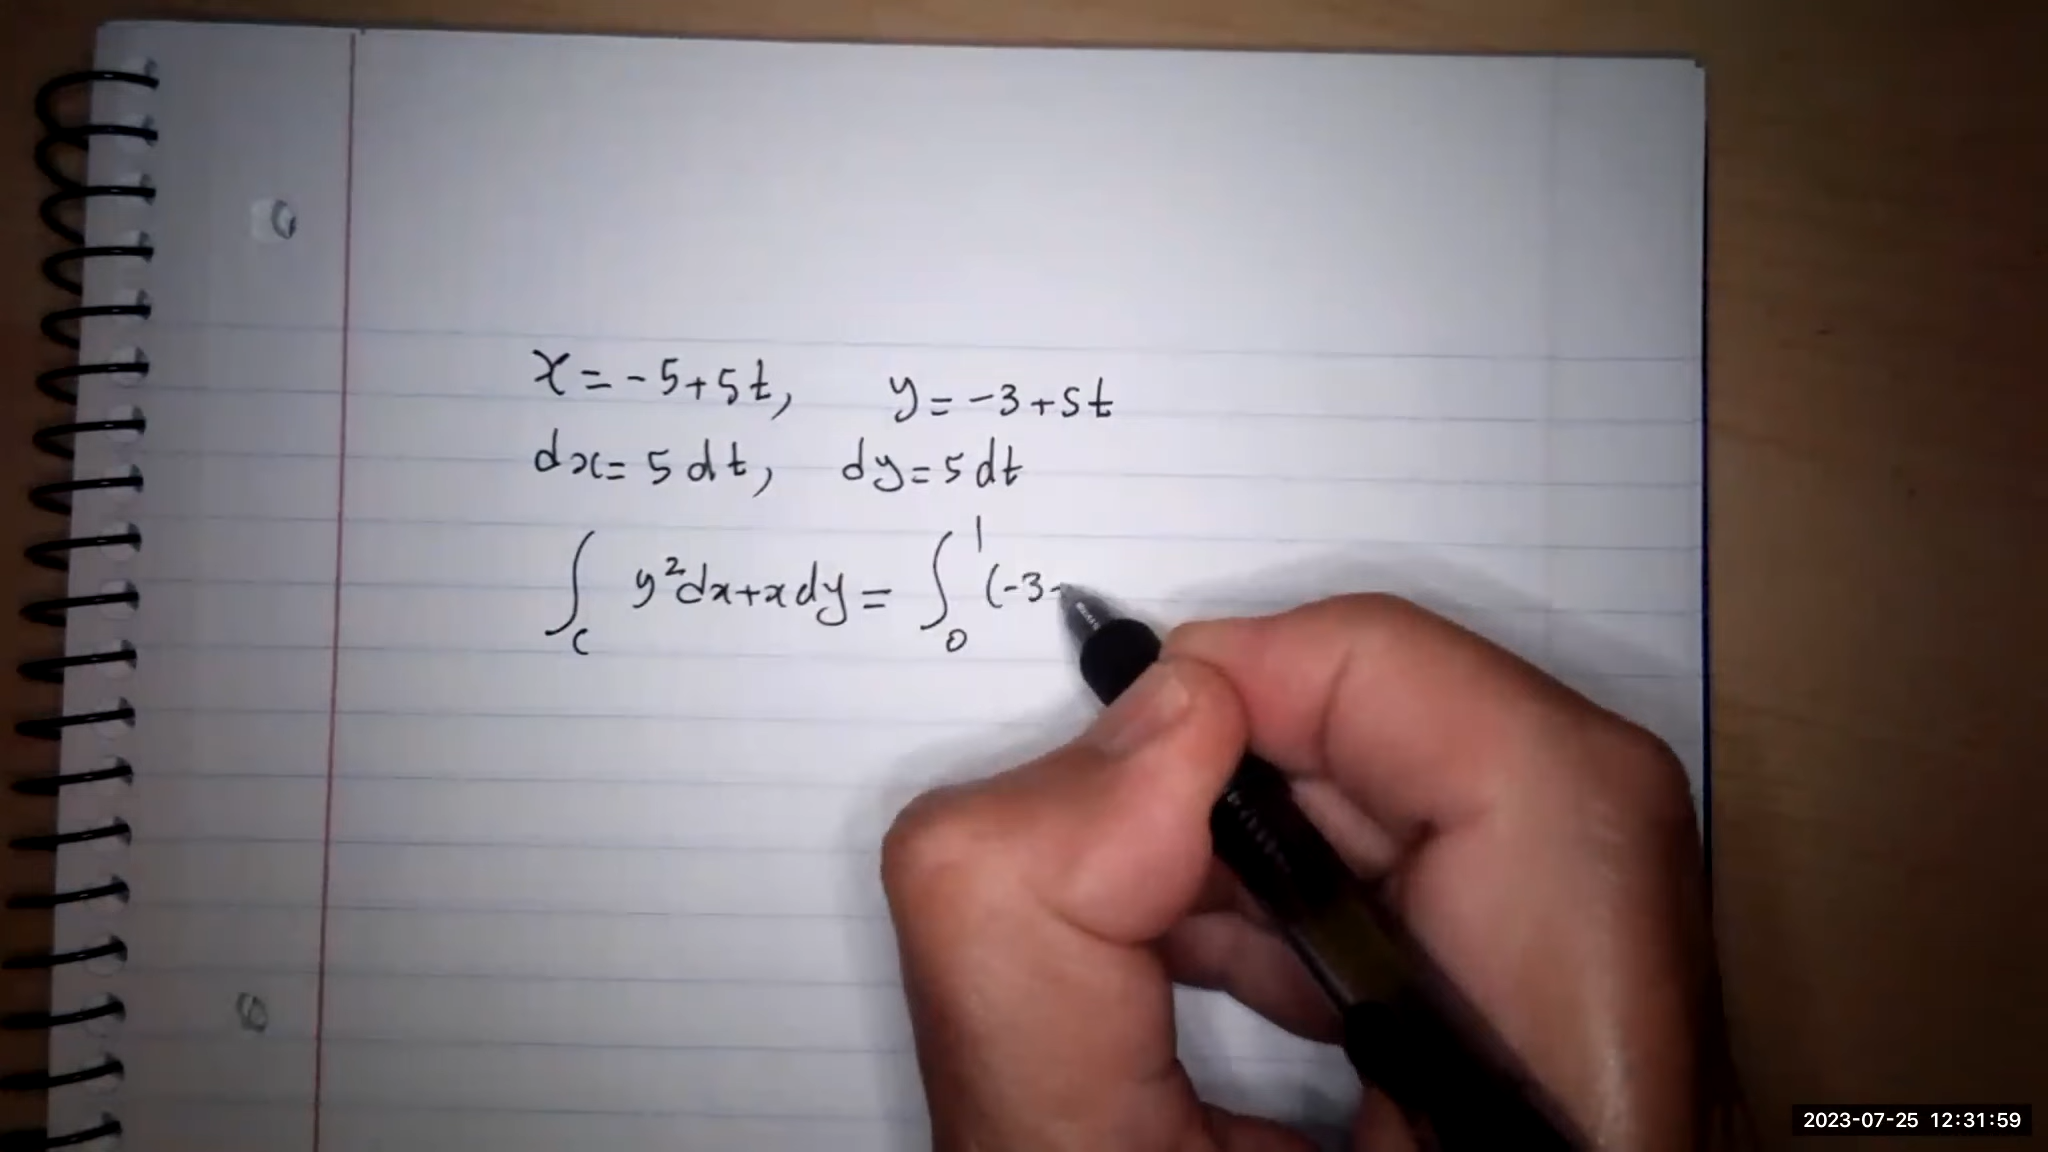 x = -5+5t, y = -3+5t
dx = 5 dt, dy = 5 dt
∫_C y² dx + x dy = ∫_0^1 (-3-
2023-07-25 12:31:59